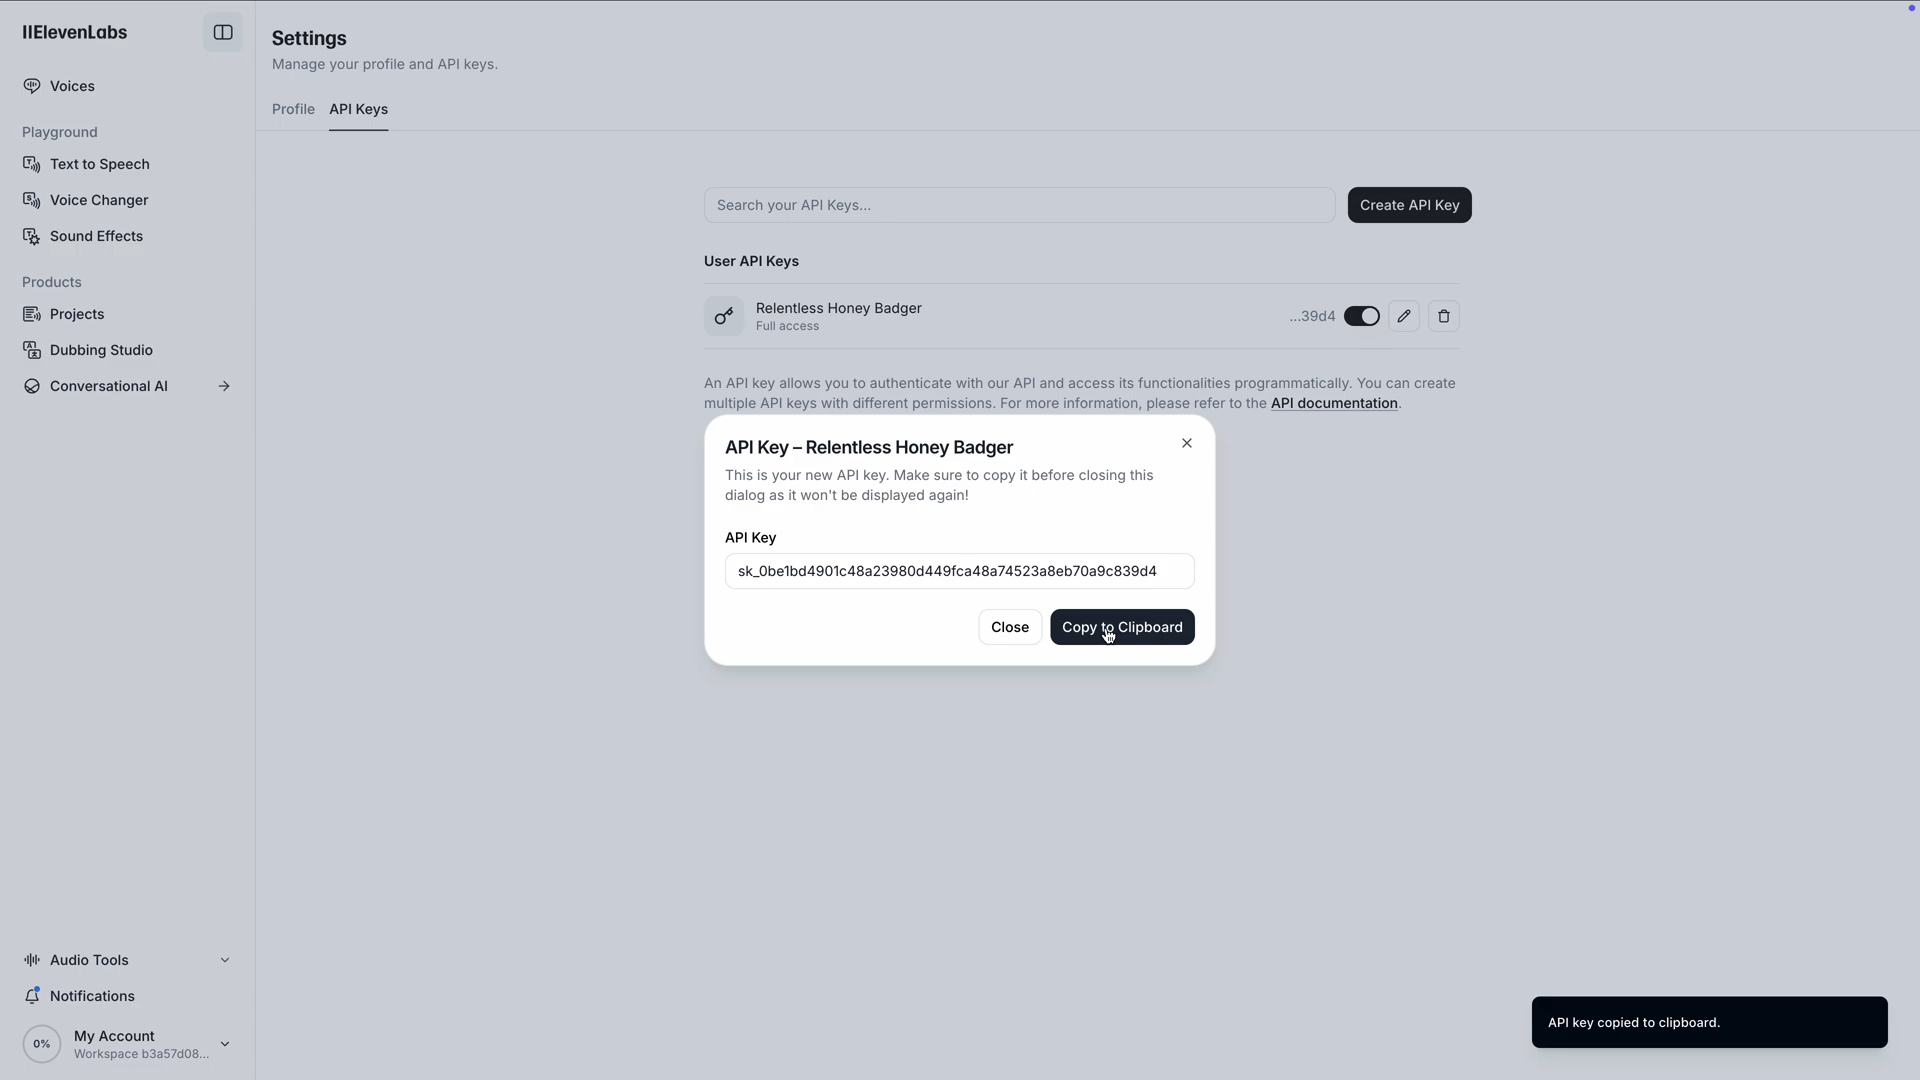 IIElevenLabs
Voices
Playground
Text to Speech
Voice Changer
Sound Effects
Products
Projects
Dubbing Studio
Conversational AI
Audio Tools
Notifications
0%
My Account
Workspace b3a57d08...
Settings
Manage your profile and API keys.
Profile API Keys
Search your API Keys...
Create API Key
User API Keys
Relentless Honey Badger
Full access
...39d4
An API key allows you to authenticate with our API and access its functionalities programmatically. You can create
multiple API keys with different permissions. For more information, please refer to the API documentation.
API Key – Relentless Honey Badger
This is your new API key. Make sure to copy it before closing this
dialog as it won't be displayed again!
API Key
sk_0be1bd4901c48a23980d449fca48a74523a8eb70a9c839d4
Close
Copy to Clipboard
API key copied to clipboard.